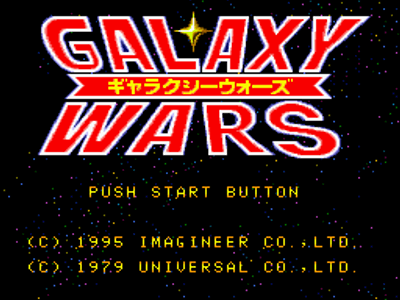 GALAXY
ギャラクシーウォーズ
WARS
PUSH START BUTTON
(C) 1995 IMAGINEER CO.,LTD.
(C) 1979 UNIVERSAL CO.,LTD.